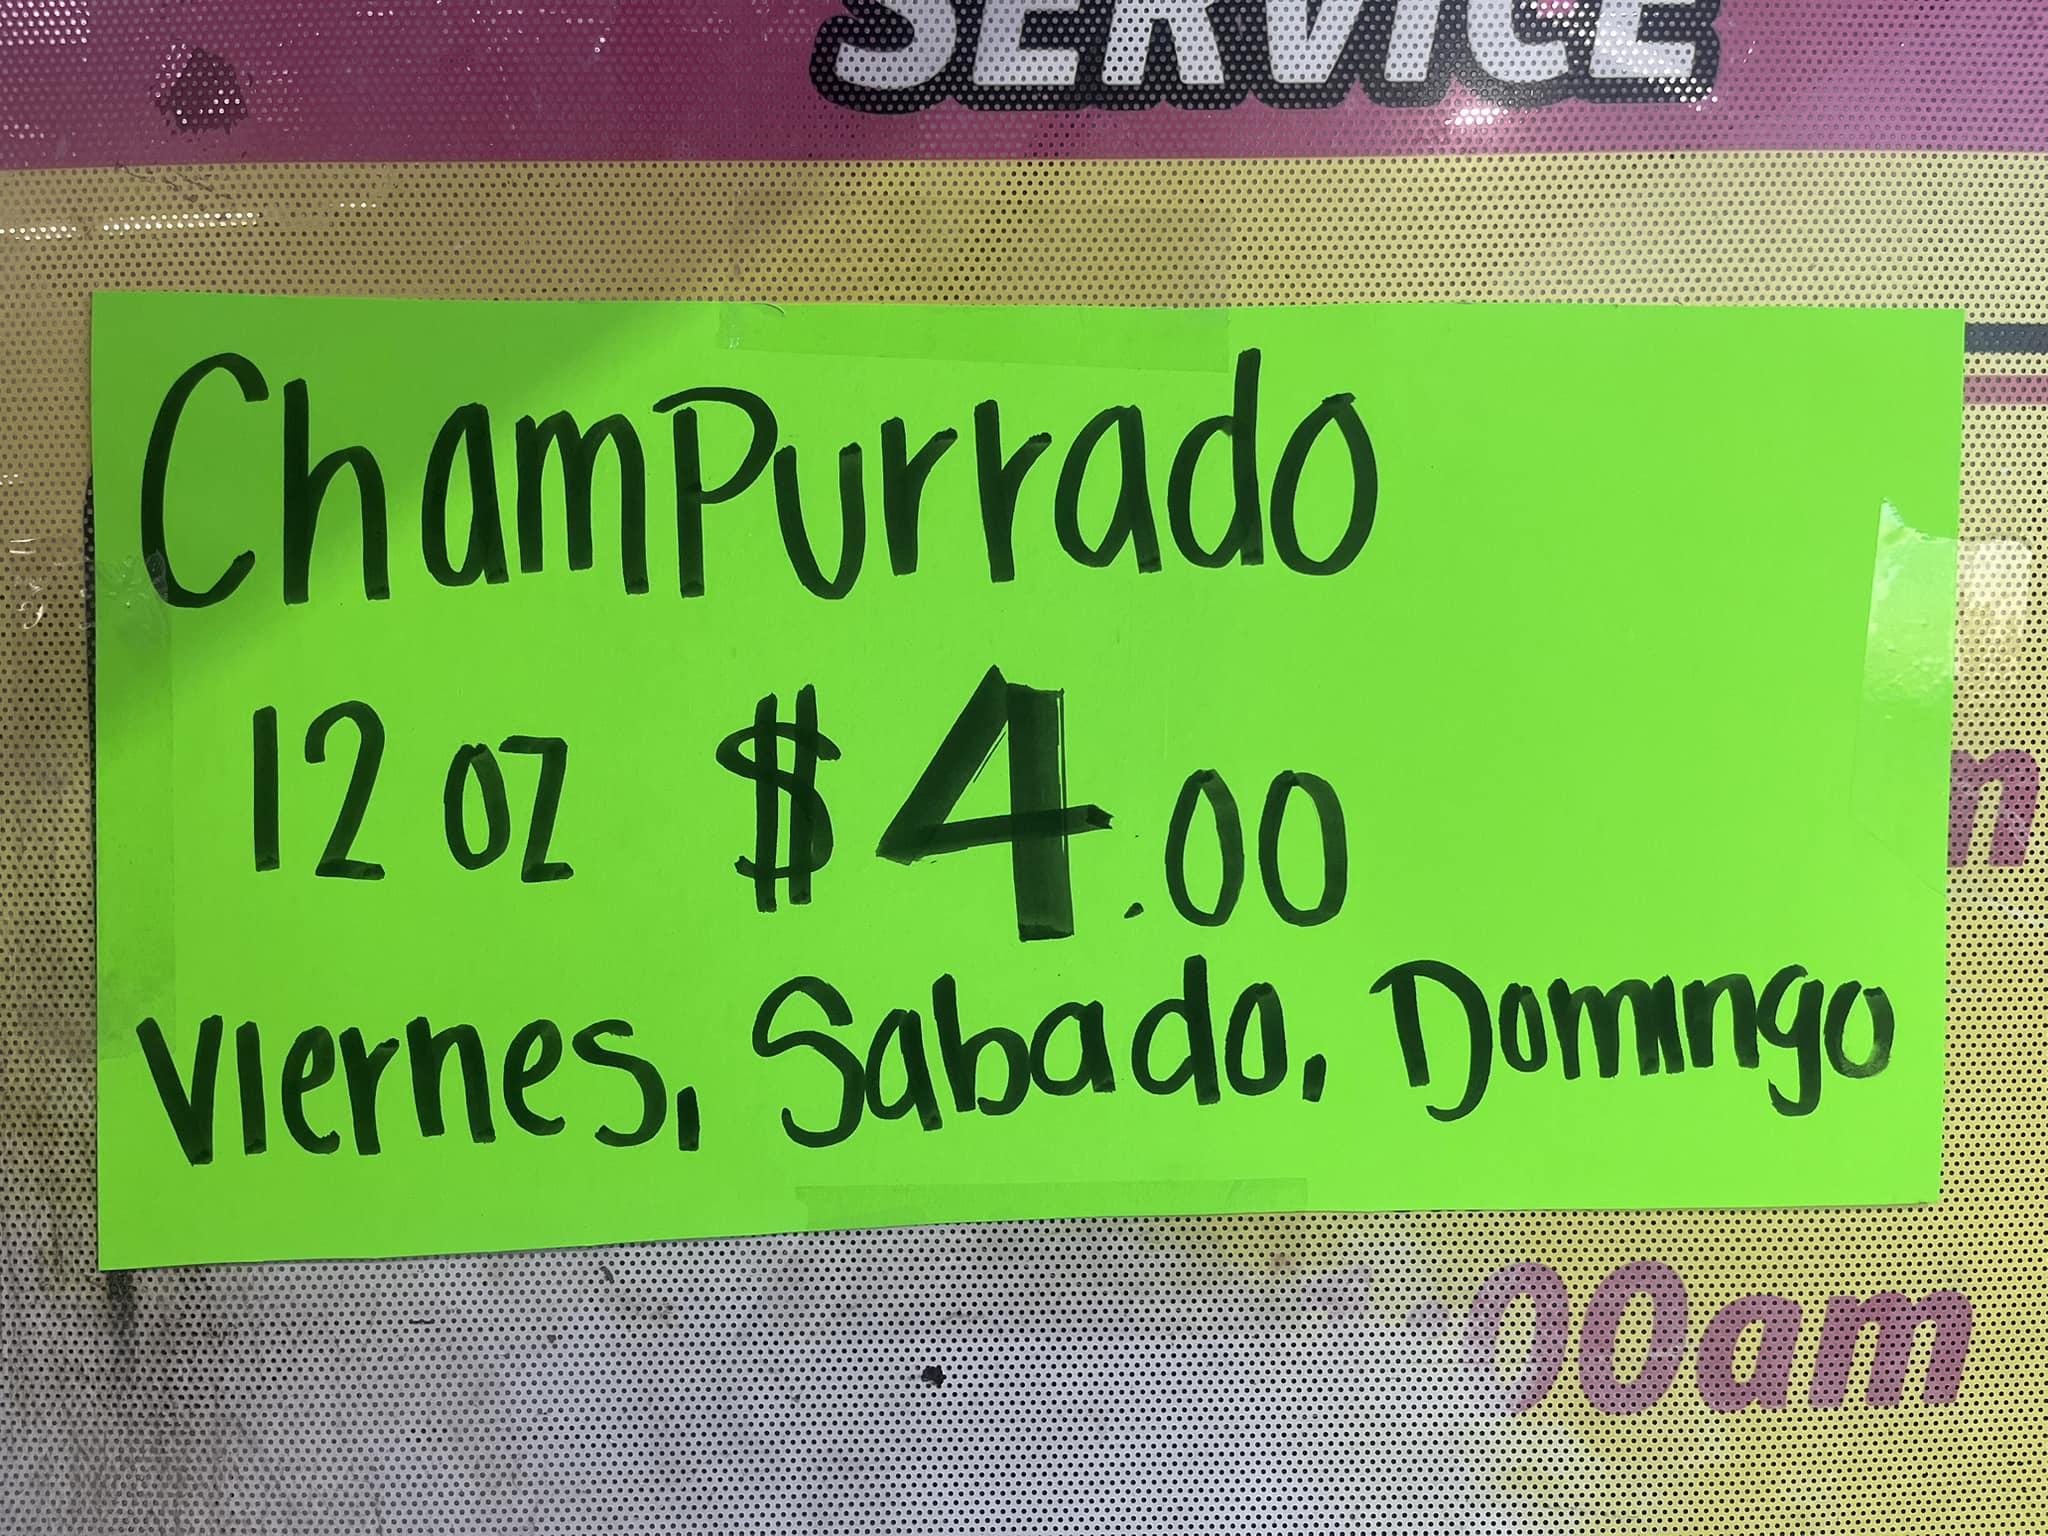 SERVICE
Champurrado
12 oz $4.00
Viernes, Sabado, Domingo
00am